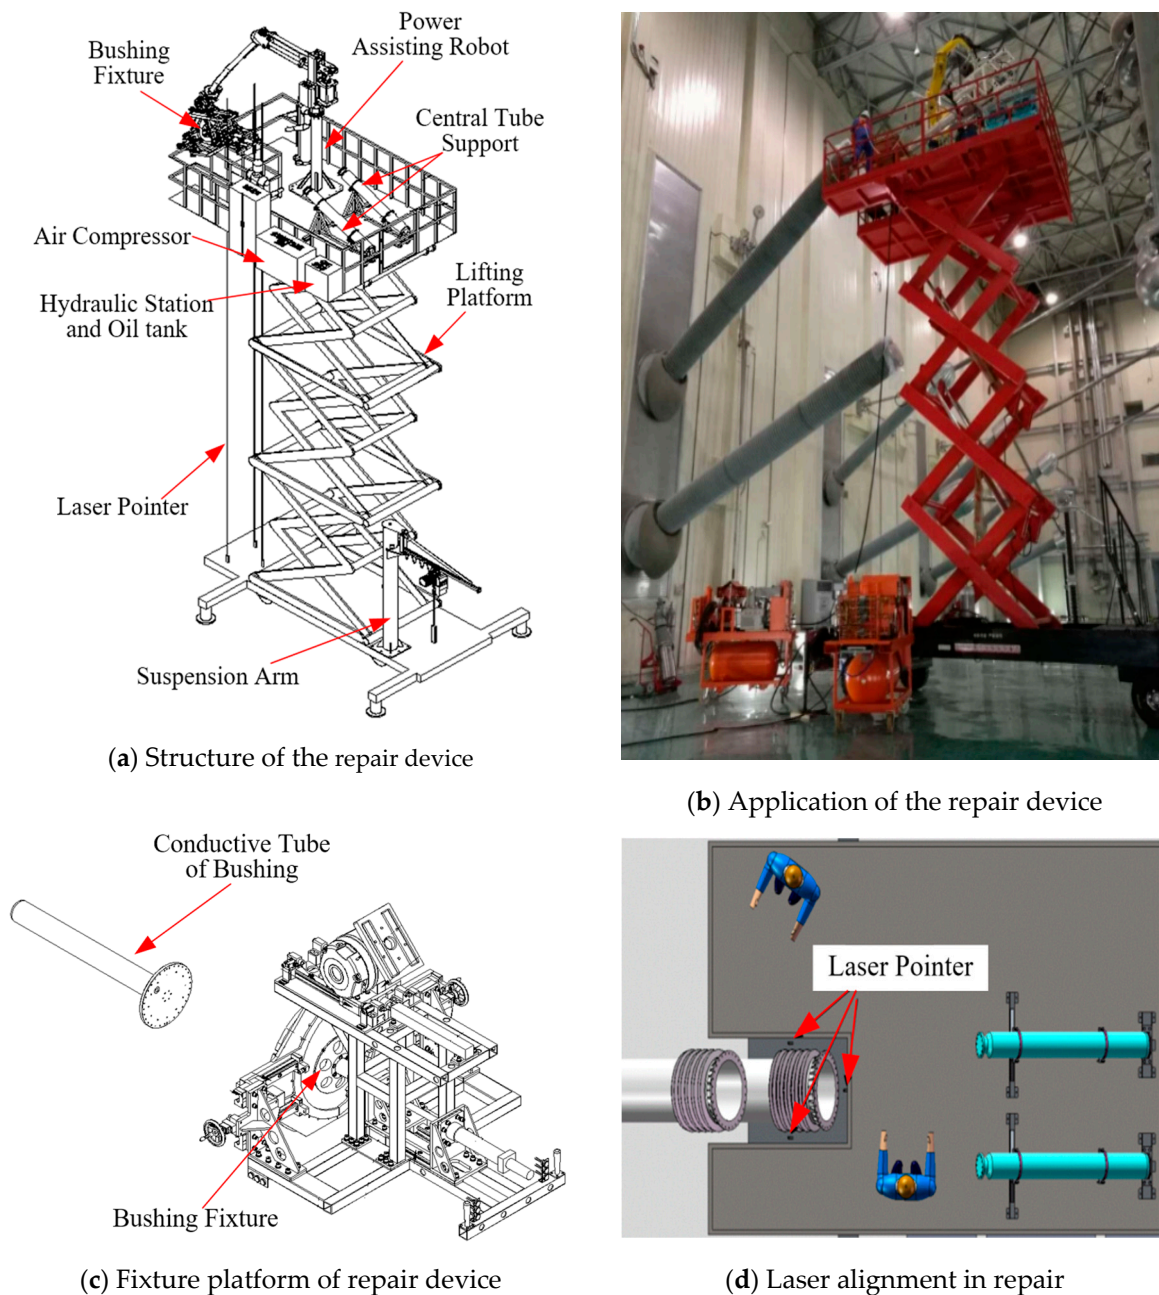 Power
Assisting Robot
Bushing
Fixture
Central Tube
Support
Air Compressor
Lifting
Platform
Hydraulic Station
and Oil tank
Laser Pointer
Suspension Arm
(a) Structure of the repair device
(b) Application of the repair device
Conductive Tube
of Bushing
Bushing Fixture
(c) Fixture platform of repair device
Laser Pointer
(d) Laser alignment in repair